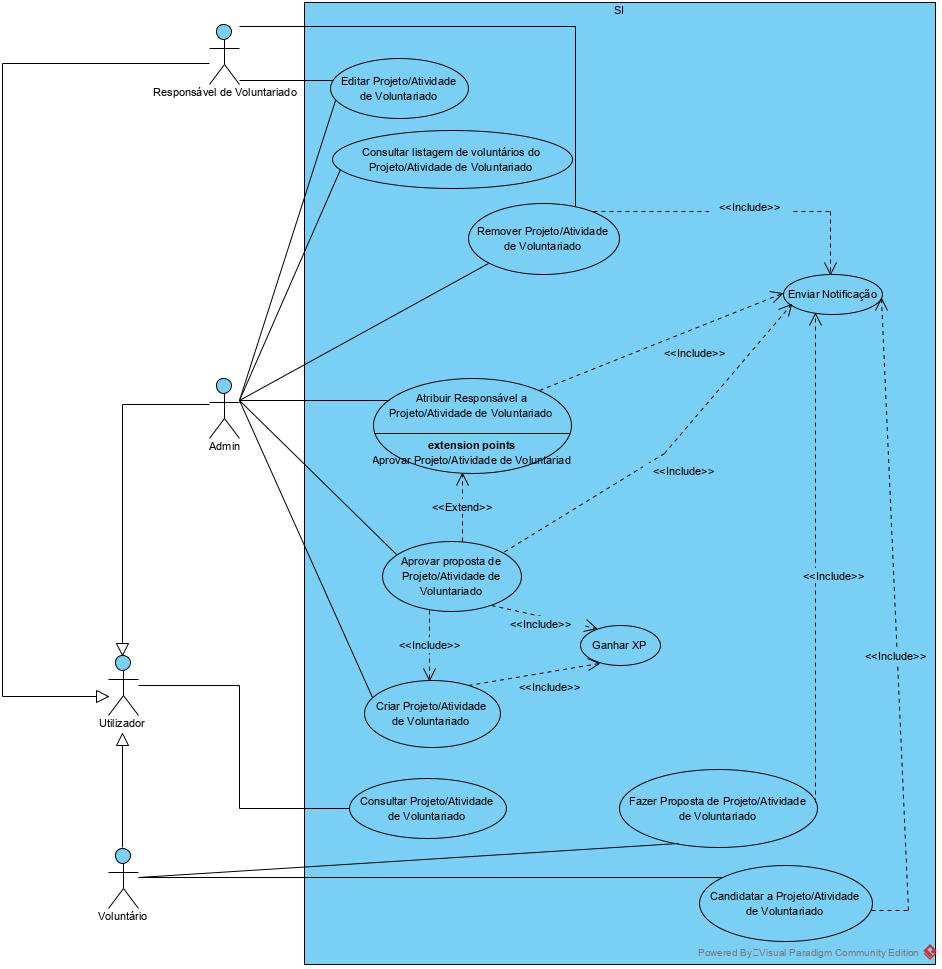 SI
Responsável de Voluntariado
Editar Projeto/Atividade
de Voluntariado
Consultar listagem de voluntários do
Projeto/Atividade de Voluntariado
Remover Projeto/Atividade
de Voluntariado
<<Include>>
Enviar Notificação
<<Include>>
Admin
Atribuir Responsável a
Projeto/Atividade de Voluntariado
extension points
Aprovar Projeto/Atividade de Voluntariad
<<Include>>
<<Extend>>
Aprovar proposta de
Projeto/Atividade de
Voluntariado
<<Include>>
<<Include>>
<<Include>>
Ganhar XP
<<Include>>
<<Include>>
Utilizador
Criar Projeto/Atividade
de Voluntariado
Consultar Projeto/Atividade
de Voluntariado
Fazer Proposta de Projeto/Atividade
de Voluntariado
Voluntário
Candidatar a Projeto/Atividade
de Voluntariado
Powered By Visual Paradigm Community Edition